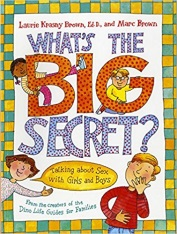 Laurie Krasny Brown, Ed.D., and Marc Brown
WHAT'S THE
BIG
SECRET?
Talking about Sex
with Girls and Boys
From the creators of the
Dino Life Guides for Families